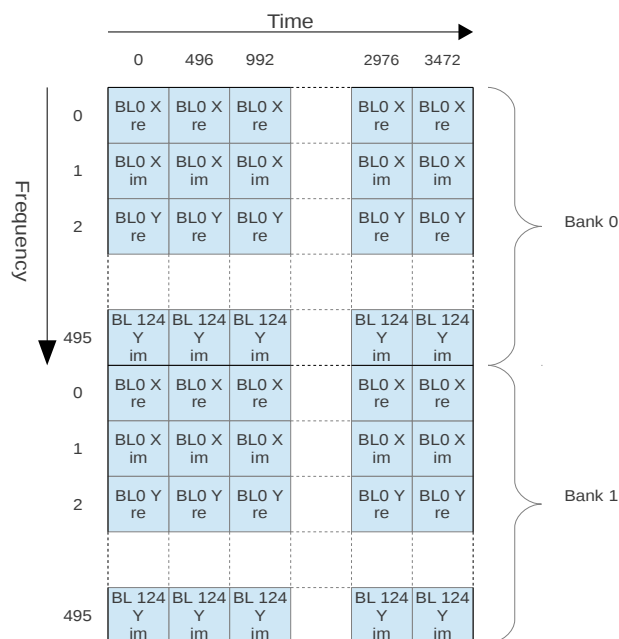 Time
0 496 992 2976 3472
Frequency
0
BL0 X BL0 X BL0 X BL0 X BL0 X
re re re re re
1
BL0 X BL0 X BL0 X BL0 X BL0 X
im im im im im
2
BL0 Y BL0 Y BL0 Y BL0 Y BL0 Y
re re re re re
Bank 0
495
BL 124 BL 124 BL 124 BL 124 BL 124
Y Y Y Y Y
im im im im im
0
BL0 X BL0 X BL0 X BL0 X BL0 X
re re re re re
1
BL0 X BL0 X BL0 X BL0 X BL0 X
im im im im im
2
BL0 Y BL0 Y BL0 Y BL0 Y BL0 Y
re re re re re
Bank 1
495
BL 124 BL 124 BL 124 BL 124 BL 124
Y Y Y Y Y
im im im im im